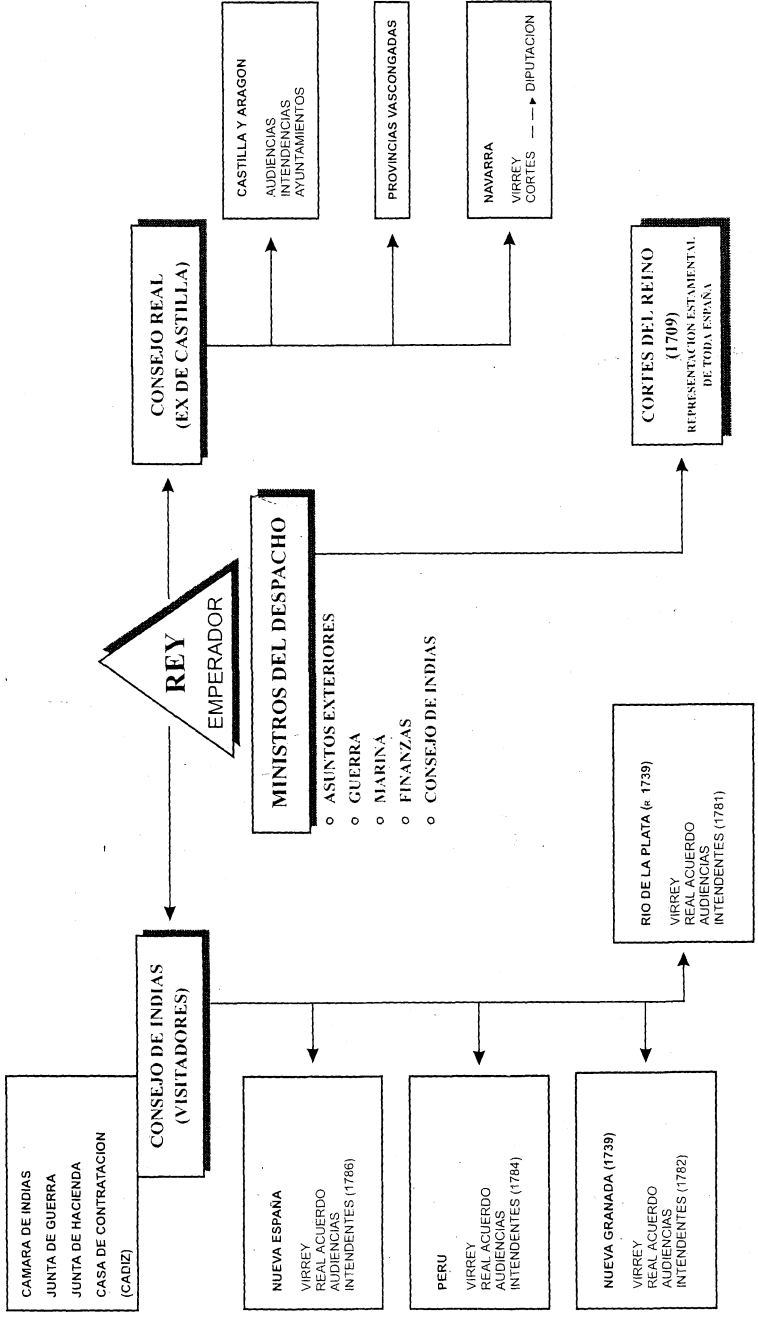 CAMARA DE INDIAS
JUNTA DE GUERRA
JUNTA DE HACIENDA
CASA DE CONTRATACION
(CADIZ)
CONSEJO DE INDIAS
(VISITADORES)
REY
EMPERADOR
CONSEJO REAL
(EX DE CASTILLA)
CASTILLA Y ARAGON
AUDIENCIAS
INTENDENCIAS
AYUNTAMIENTOS
PROVINCIAS VASCONGADAS
NAVARRA
VIRREY
CORTES — — ► DIPUTACION
MINISTROS DEL DESPACHO
o ASUNTOS EXTERIORES
o GUERRA
o MARINA
o FINANZAS
o CONSEJO DE INDIAS
NUEVA ESPAÑA
VIRREY
REAL ACUERDO
AUDIENCIAS
INTENDENTES (1786)
PERU
VIRREY
REAL ACUERDO
AUDIENCIAS
INTENDENTES (1784)
NUEVA GRANADA (1739)
VIRREY
REAL ACUERDO
AUDIENCIAS
INTENDENTES (1782)
RIO DE LA PLATA (R 1739)
VIRREY
REAL ACUERDO
AUDIENCIAS
INTENDENTES (1781)
CORTES DEL REINO
(1709)
REPRESENTACION ESTAMENTAL
DE TODA ESPAÑA